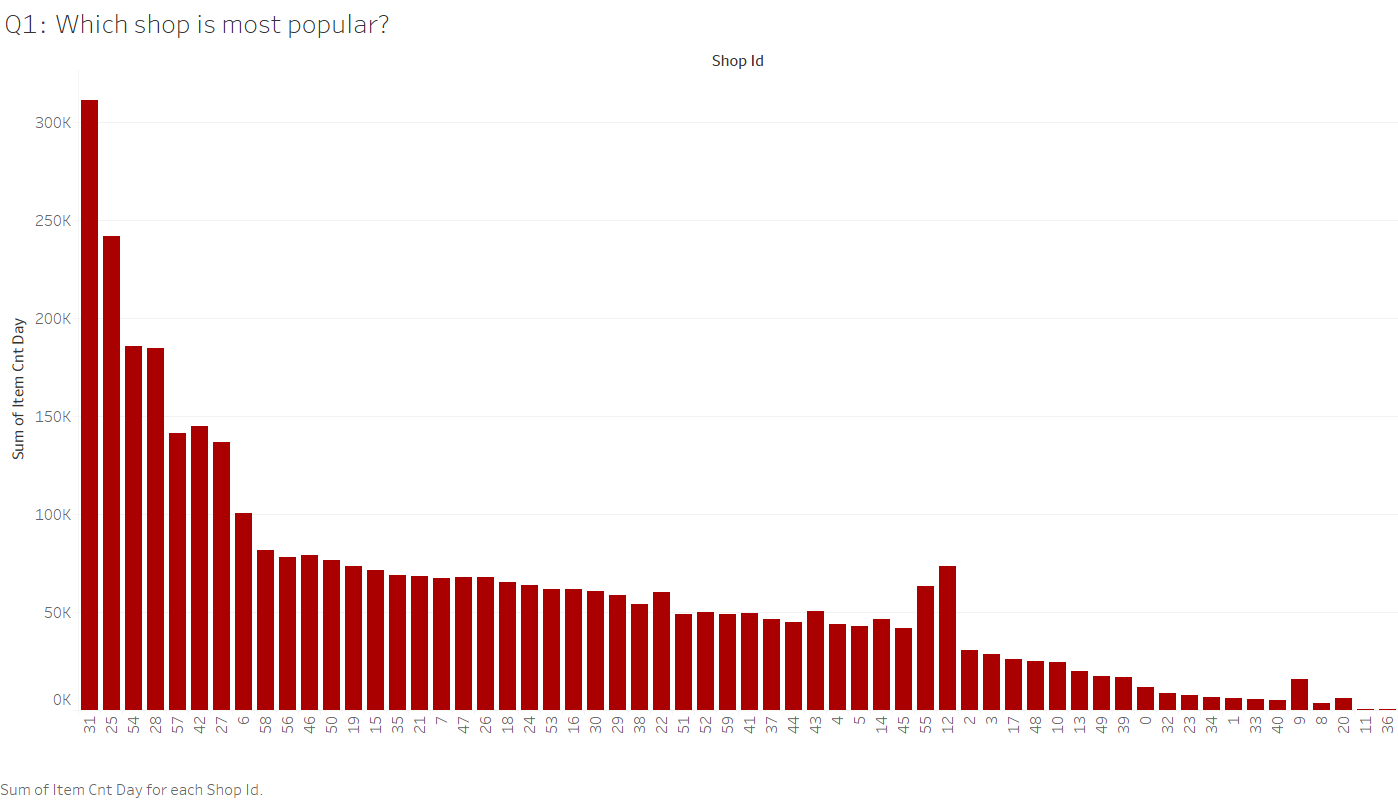 Q1: Which shop is most popular?
Shop Id
300K
250K
200K
150K
100K
50K
0K
Sum of Item Cnt Day
31 25 54 28 57 42 27 6 58 56 46 50 19 15 35 21 7 47 26 18 24 53 16 30 29 38 22 51 52 59 41 37 44 43 4 5 14 45 55 12 2 3 17 48 10 13 49 39 0 32 23 34 1 33 40 9 8 20 11 36
Sum of Item Cnt Day for each Shop Id.